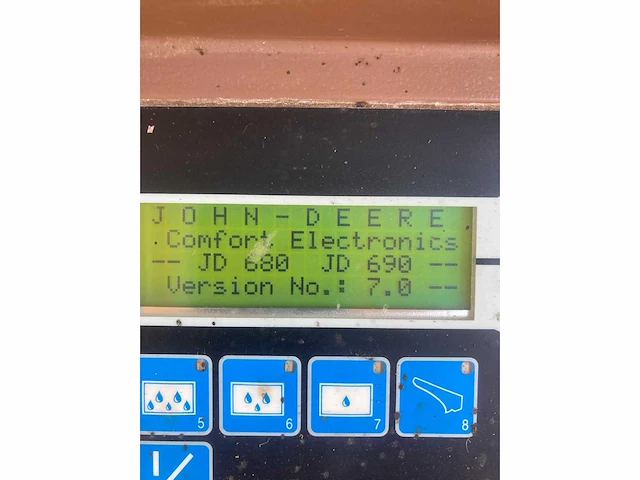 JOHN-DEERE
Comfort Electronics
-- JD 680 JD 690 --
Version No.: 7.0 --
5
6
7
8